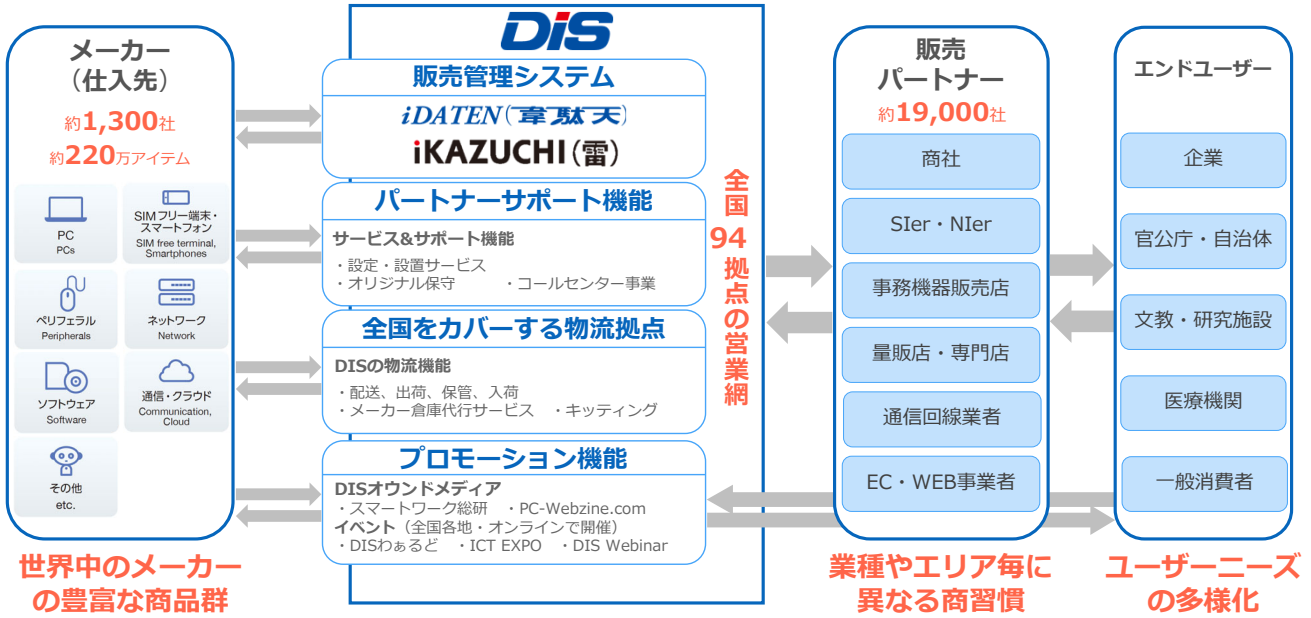 メーカー
（仕入先）
約1,300社
約220万アイテム
PC
PCs
SIMフリー端末・
スマートフォン
SIM free terminal,
Smartphones
ペリフェラル
Peripherals
ネットワーク
Network
ソフトウェア
Software
通信・クラウド
Communication,
Cloud
その他
etc.
世界中のメーカー
の豊富な商品群
DiS
販売管理システム
iDATEN(韋駄天)
iKAZUCHI(雷)
パートナーサポート機能
サービス&サポート機能
・設定・設置サービス
・オリジナル保守 ・コールセンター事業
全国をカバーする物流拠点
DISの物流機能
・配送、出荷、保管、入荷
・メーカー倉庫代行サービス ・キッティング
プロモーション機能
DISオウンドメディア
・スマートワーク総研 ・PC-Webzine.com
イベント（全国各地・オンラインで開催）
・DISわぁるど ・ICT EXPO ・DIS Webinar
全国94拠点の営業網
販売
パートナー
約19,000社
商社
SIer・NIer
事務機器販売店
量販店・専門店
通信回線業者
EC・WEB事業者
業種やエリア毎に
異なる商習慣
エンドユーザー
企業
官公庁・自治体
文教・研究施設
医療機関
一般消費者
ユーザーニーズ
の多様化